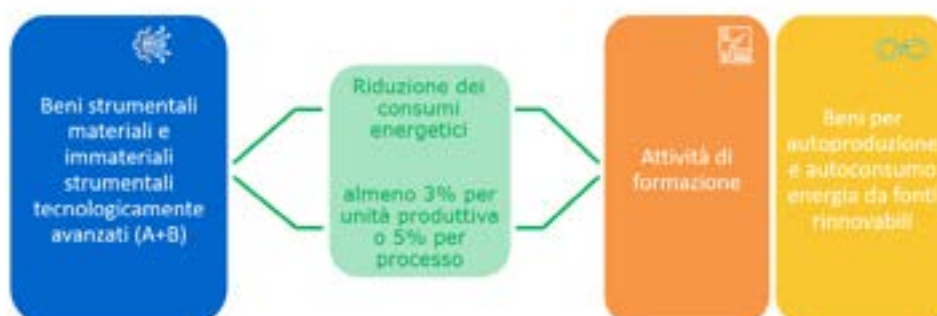 Beni strumentali
materiali e
immateriali
strumentali
tecnologicamente
avanzati (A+B)
Riduzione dei
consumi
energetici
almeno 3% per
unità produttiva
o 5% per
processo
Attività di
formazione
Beni per
autoproduzione
e autoconsumo
energia da fonti
rinnovabili